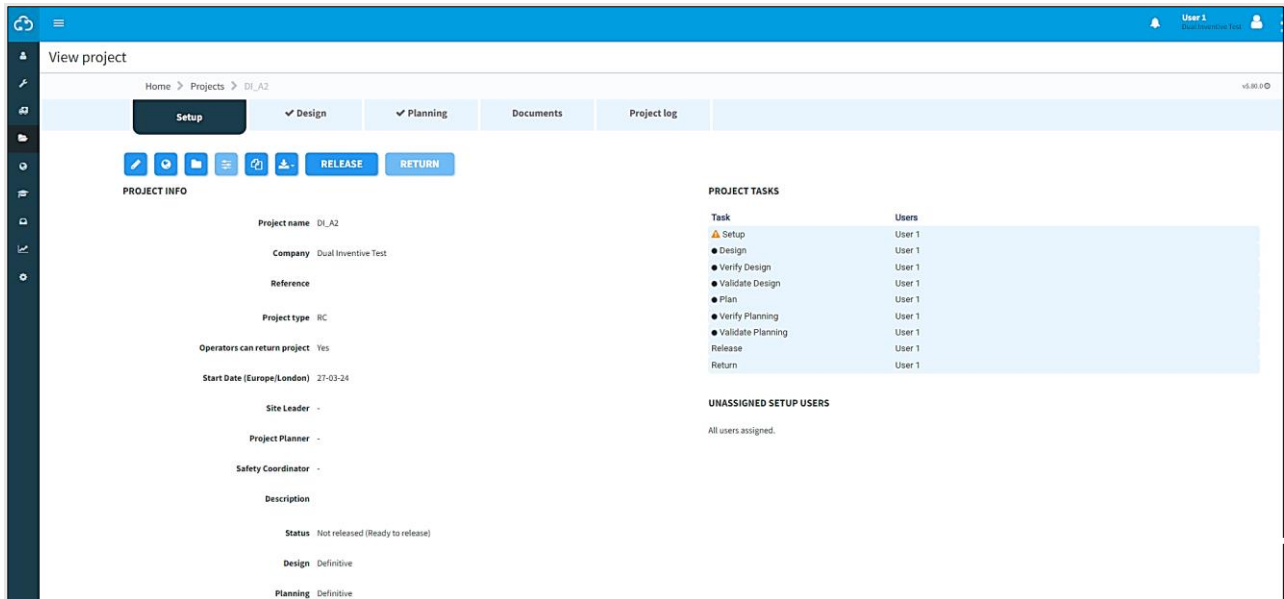 User 1
Dual Inventive Test
View project
Home > Projects > DI_A2
v5.90.0
Setup
Design
Planning
Documents
Project log
RELEASE
RETURN
PROJECT INFO
Project name DI_A2
Company Dual Inventive Test
Reference
Project type RC
Operators can return project Yes
Start Date (Europe/London) 27-03-24
Site Leader -
Project Planner -
Safety Coordinator -
Description
Status Not released (Ready to release)
Design Definitive
Planning Definitive
PROJECT TASKS
Task Users
Setup User 1
Design User 1
Verify Design User 1
Validate Design User 1
Plan User 1
Verify Planning User 1
Validate Planning User 1
Release User 1
Return User 1
UNASSIGNED SETUP USERS
All users assigned.